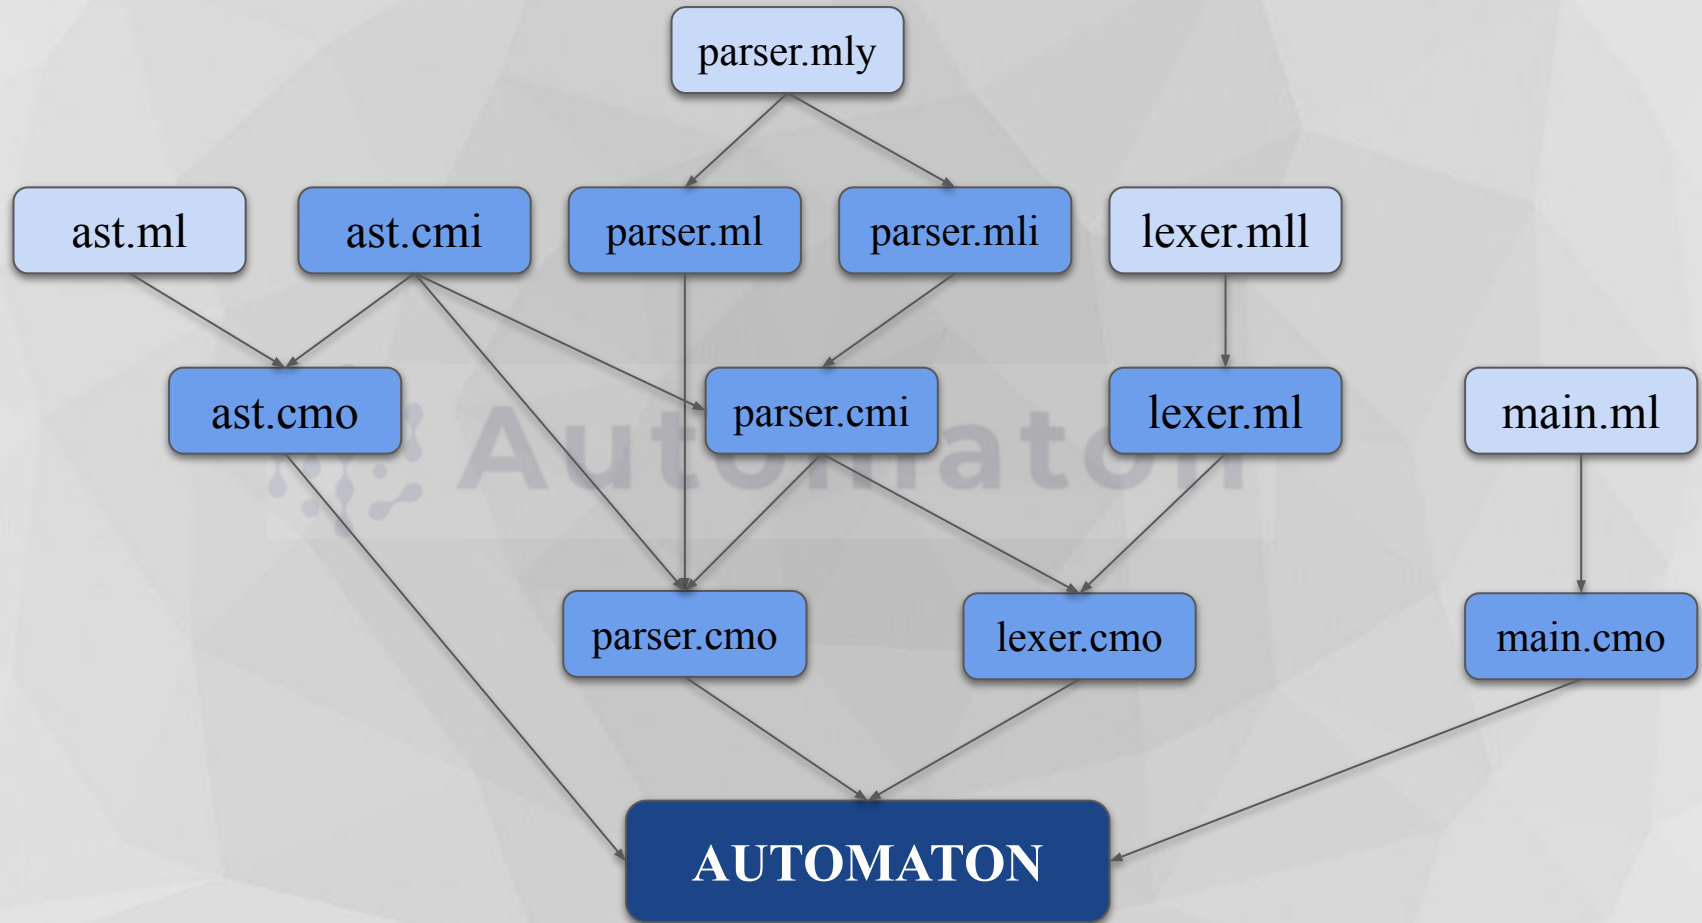 parser.mly
ast.ml
ast.cmi
parser.ml
parser.mli
lexer.mll
ast.cmo
parser.cmi
lexer.ml
main.ml
Automaton
parser.cmo
lexer.cmo
main.cmo
AUTOMATON